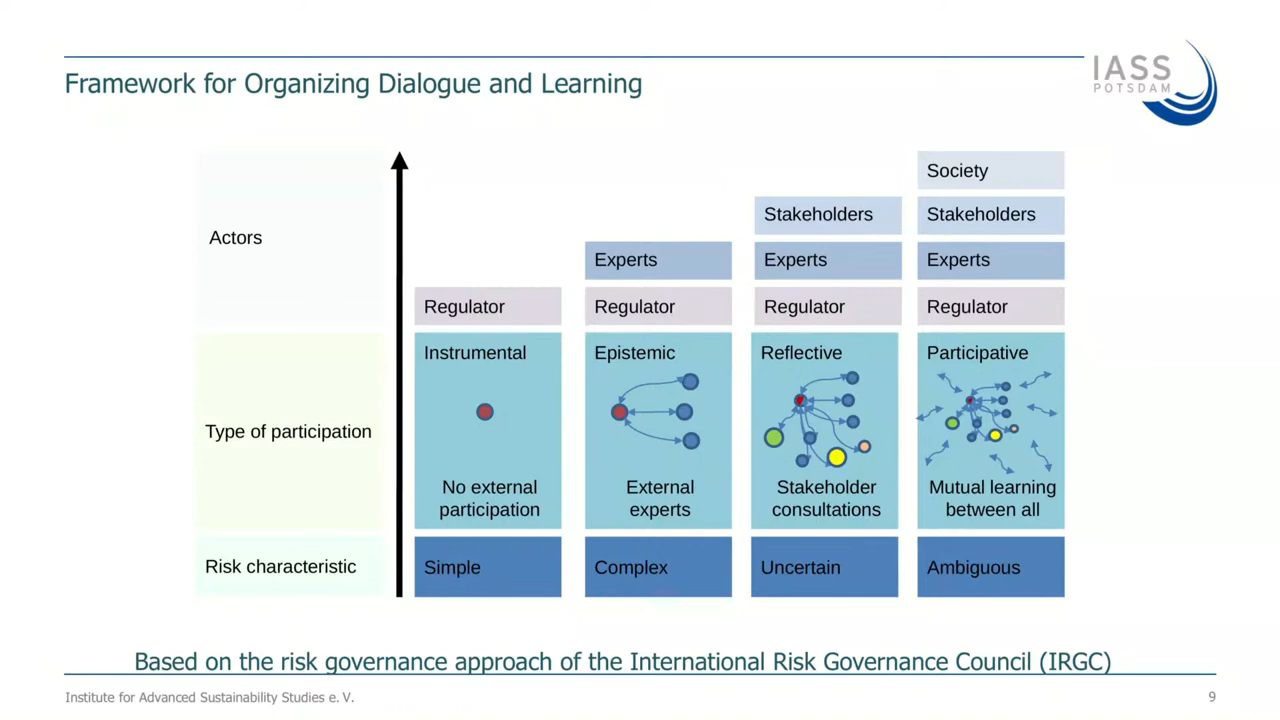 Framework for Organizing Dialogue and Learning
IASS
POTSDAM
Actors
Society
Stakeholders
Stakeholders
Experts
Experts
Experts
Regulator
Regulator
Regulator
Regulator
Type of participation
Instrumental
No external
participation
Epistemic
External
experts
Reflective
Stakeholder
consultations
Participative
Mutual learning
between all
Risk characteristic
Simple
Complex
Uncertain
Ambiguous
Based on the risk governance approach of the International Risk Governance Council (IRGC)
Institute for Advanced Sustainability Studies e. V.
9